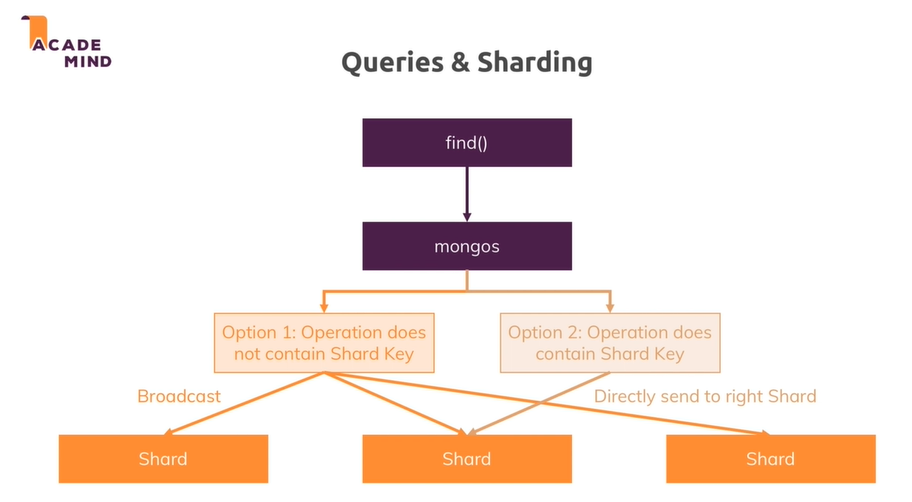 ACADE
MIND
Queries & Sharding
find()
mongos
Option 1: Operation does
not contain Shard Key
Option 2: Operation does
contain Shard Key
Broadcast
Directly send to right Shard
Shard
Shard
Shard